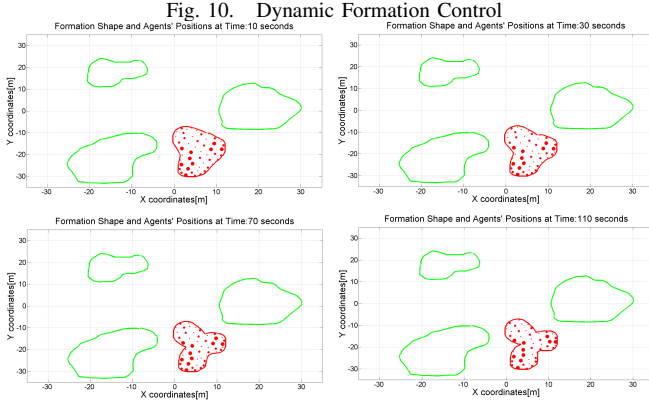 Fig. 10. Dynamic Formation Control
Formation Shape and Agents' Positions at Time:10 seconds
Y coordinates[m]
30
20
10
0
-10
-20
-30
-30 -20 -10 0 10 20 30
X coordinates[m]
Formation Shape and Agents' Positions at Time:30 seconds
Y coordinates[m]
30
20
10
0
-10
-20
-30
-30 -20 -10 0 10 20 30
X coordinates[m]
Formation Shape and Agents' Positions at Time:70 seconds
Y coordinates[m]
30
20
10
0
-10
-20
-30
-30 -20 -10 0 10 20 30
X coordinates[m]
Formation Shape and Agents' Positions at Time:110 seconds
Y coordinates[m]
30
20
10
0
-10
-20
-30
-30 -20 -10 0 10 20 30
X coordinates[m]